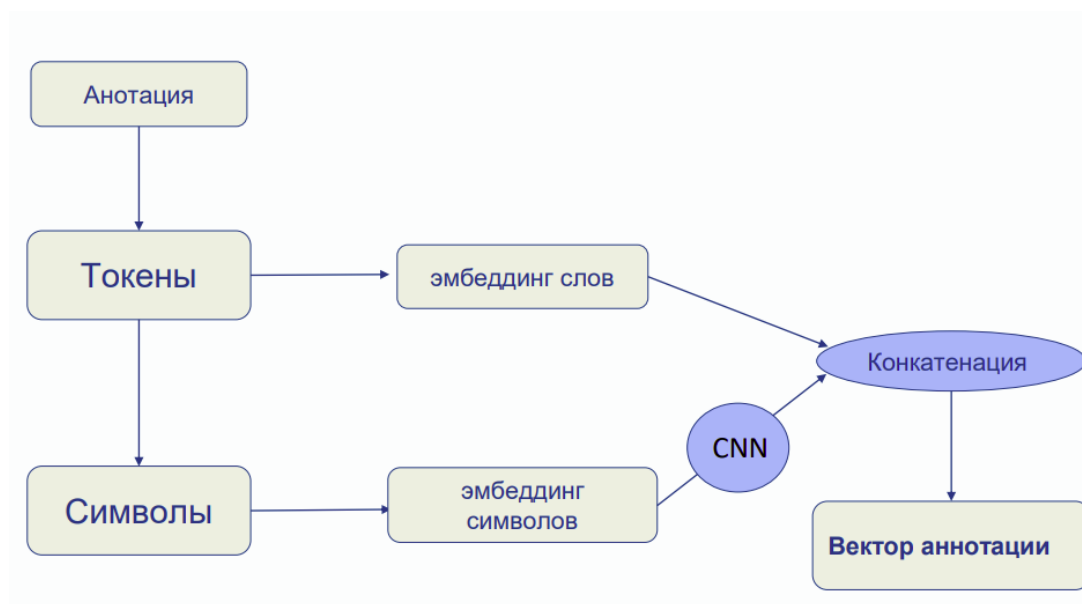 Анотация
Токены
эмбеддинг слов
Конкатенация
CNN
Символы
эмбеддинг
символов
Вектор аннотации